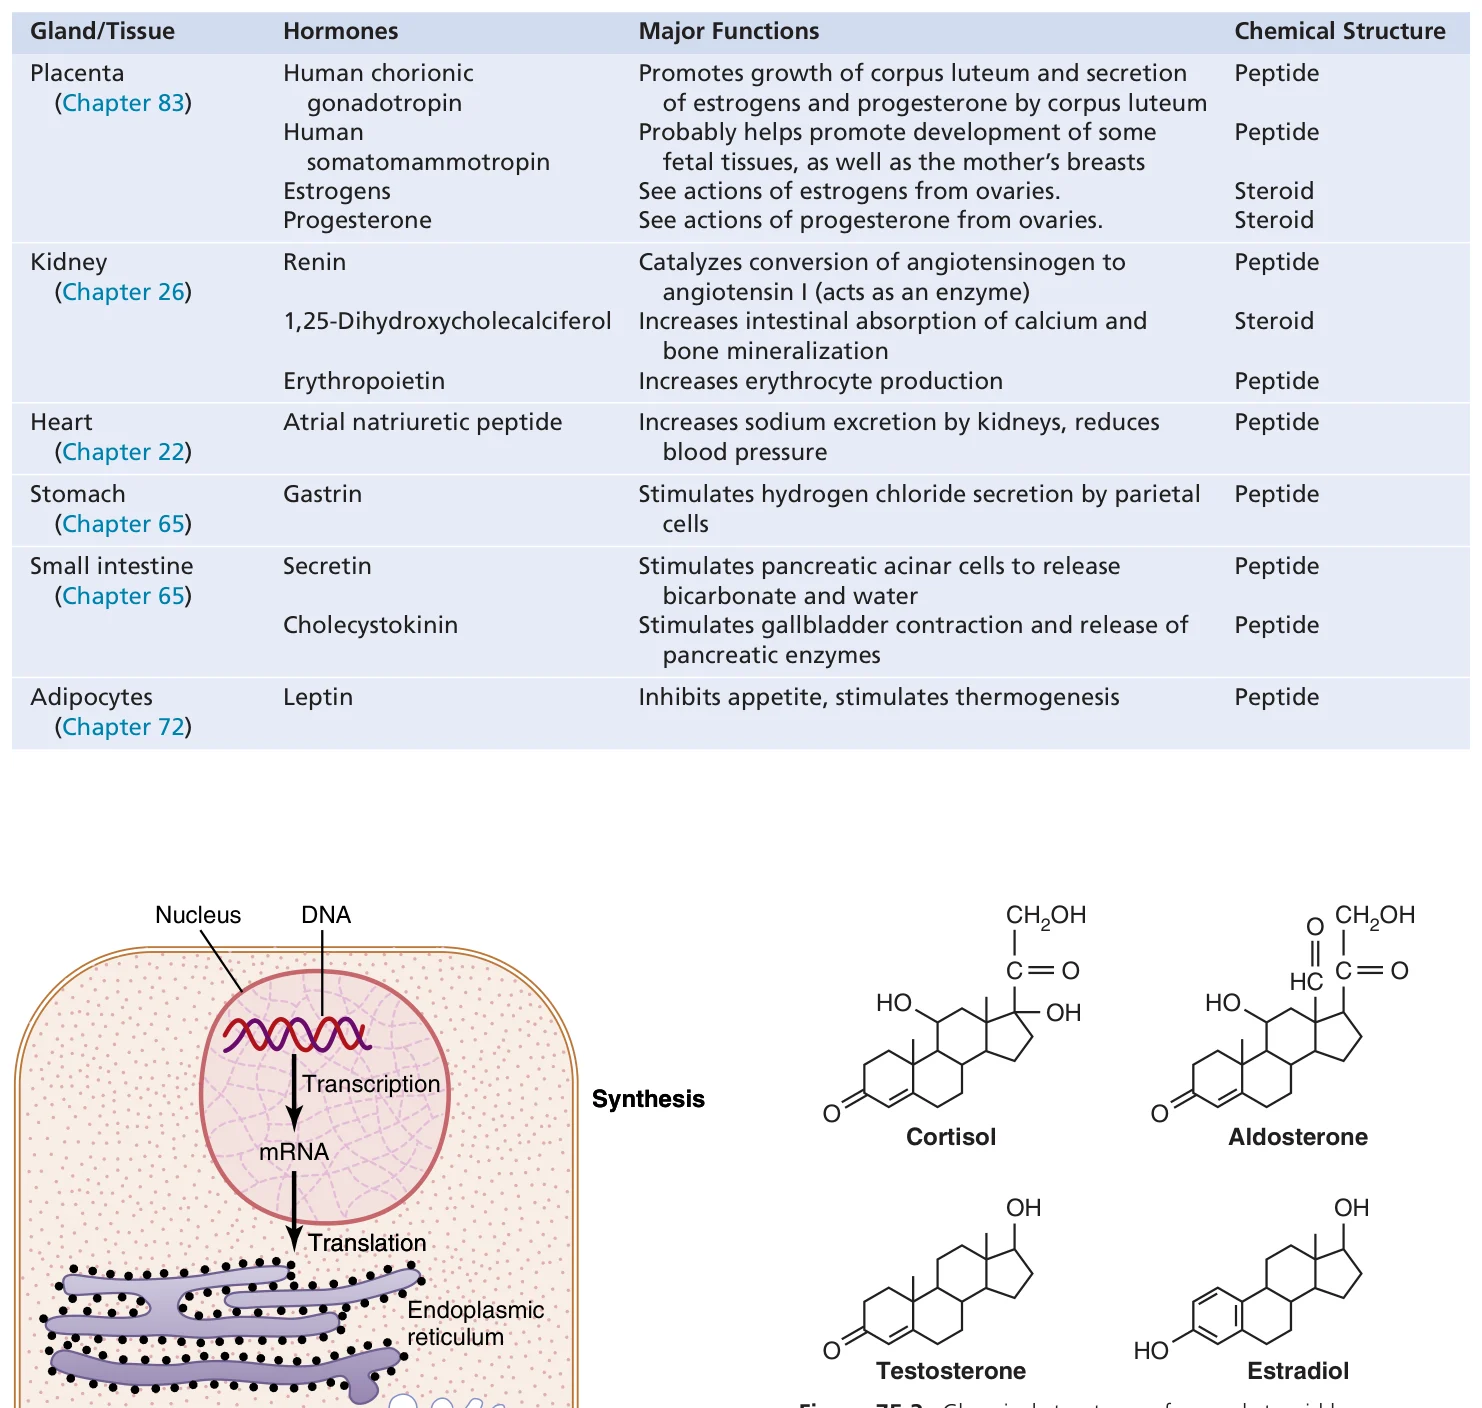 Gland/Tissue Hormones Major Functions Chemical Structure
Placenta Human chorionic Promotes growth of corpus luteum and secretion Peptide
(Chapter 83) gonadotropin of estrogens and progesterone by corpus luteum
Human Probably helps promote development of some Peptide
somatomammotropin fetal tissues, as well as the mother’s breasts
Estrogens See actions of estrogens from ovaries. Steroid
Progesterone See actions of progesterone from ovaries. Steroid
Kidney Renin Catalyzes conversion of angiotensinogen to Peptide
(Chapter 26) angiotensin I (acts as an enzyme)
1,25-Dihydroxycholecalciferol Increases intestinal absorption of calcium and Steroid
bone mineralization
Erythropoietin Increases erythrocyte production Peptide
Heart Atrial natriuretic peptide Increases sodium excretion by kidneys, reduces Peptide
(Chapter 22) blood pressure
Stomach Gastrin Stimulates hydrogen chloride secretion by parietal Peptide
(Chapter 65) cells
Small intestine Secretin Stimulates pancreatic acinar cells to release Peptide
(Chapter 65) bicarbonate and water
Cholecystokinin Stimulates gallbladder contraction and release of Peptide
pancreatic enzymes
Adipocytes Leptin Inhibits appetite, stimulates thermogenesis Peptide
(Chapter 72)
Nucleus DNA
Transcription
mRNA
Translation
Endoplasmic
reticulum
Synthesis
CH₂OH
C O
HO OH
O
Cortisol
O CH₂OH
HC C O
HO
O
Aldosterone
OH
O
Testosterone
OH
HO
Estradiol